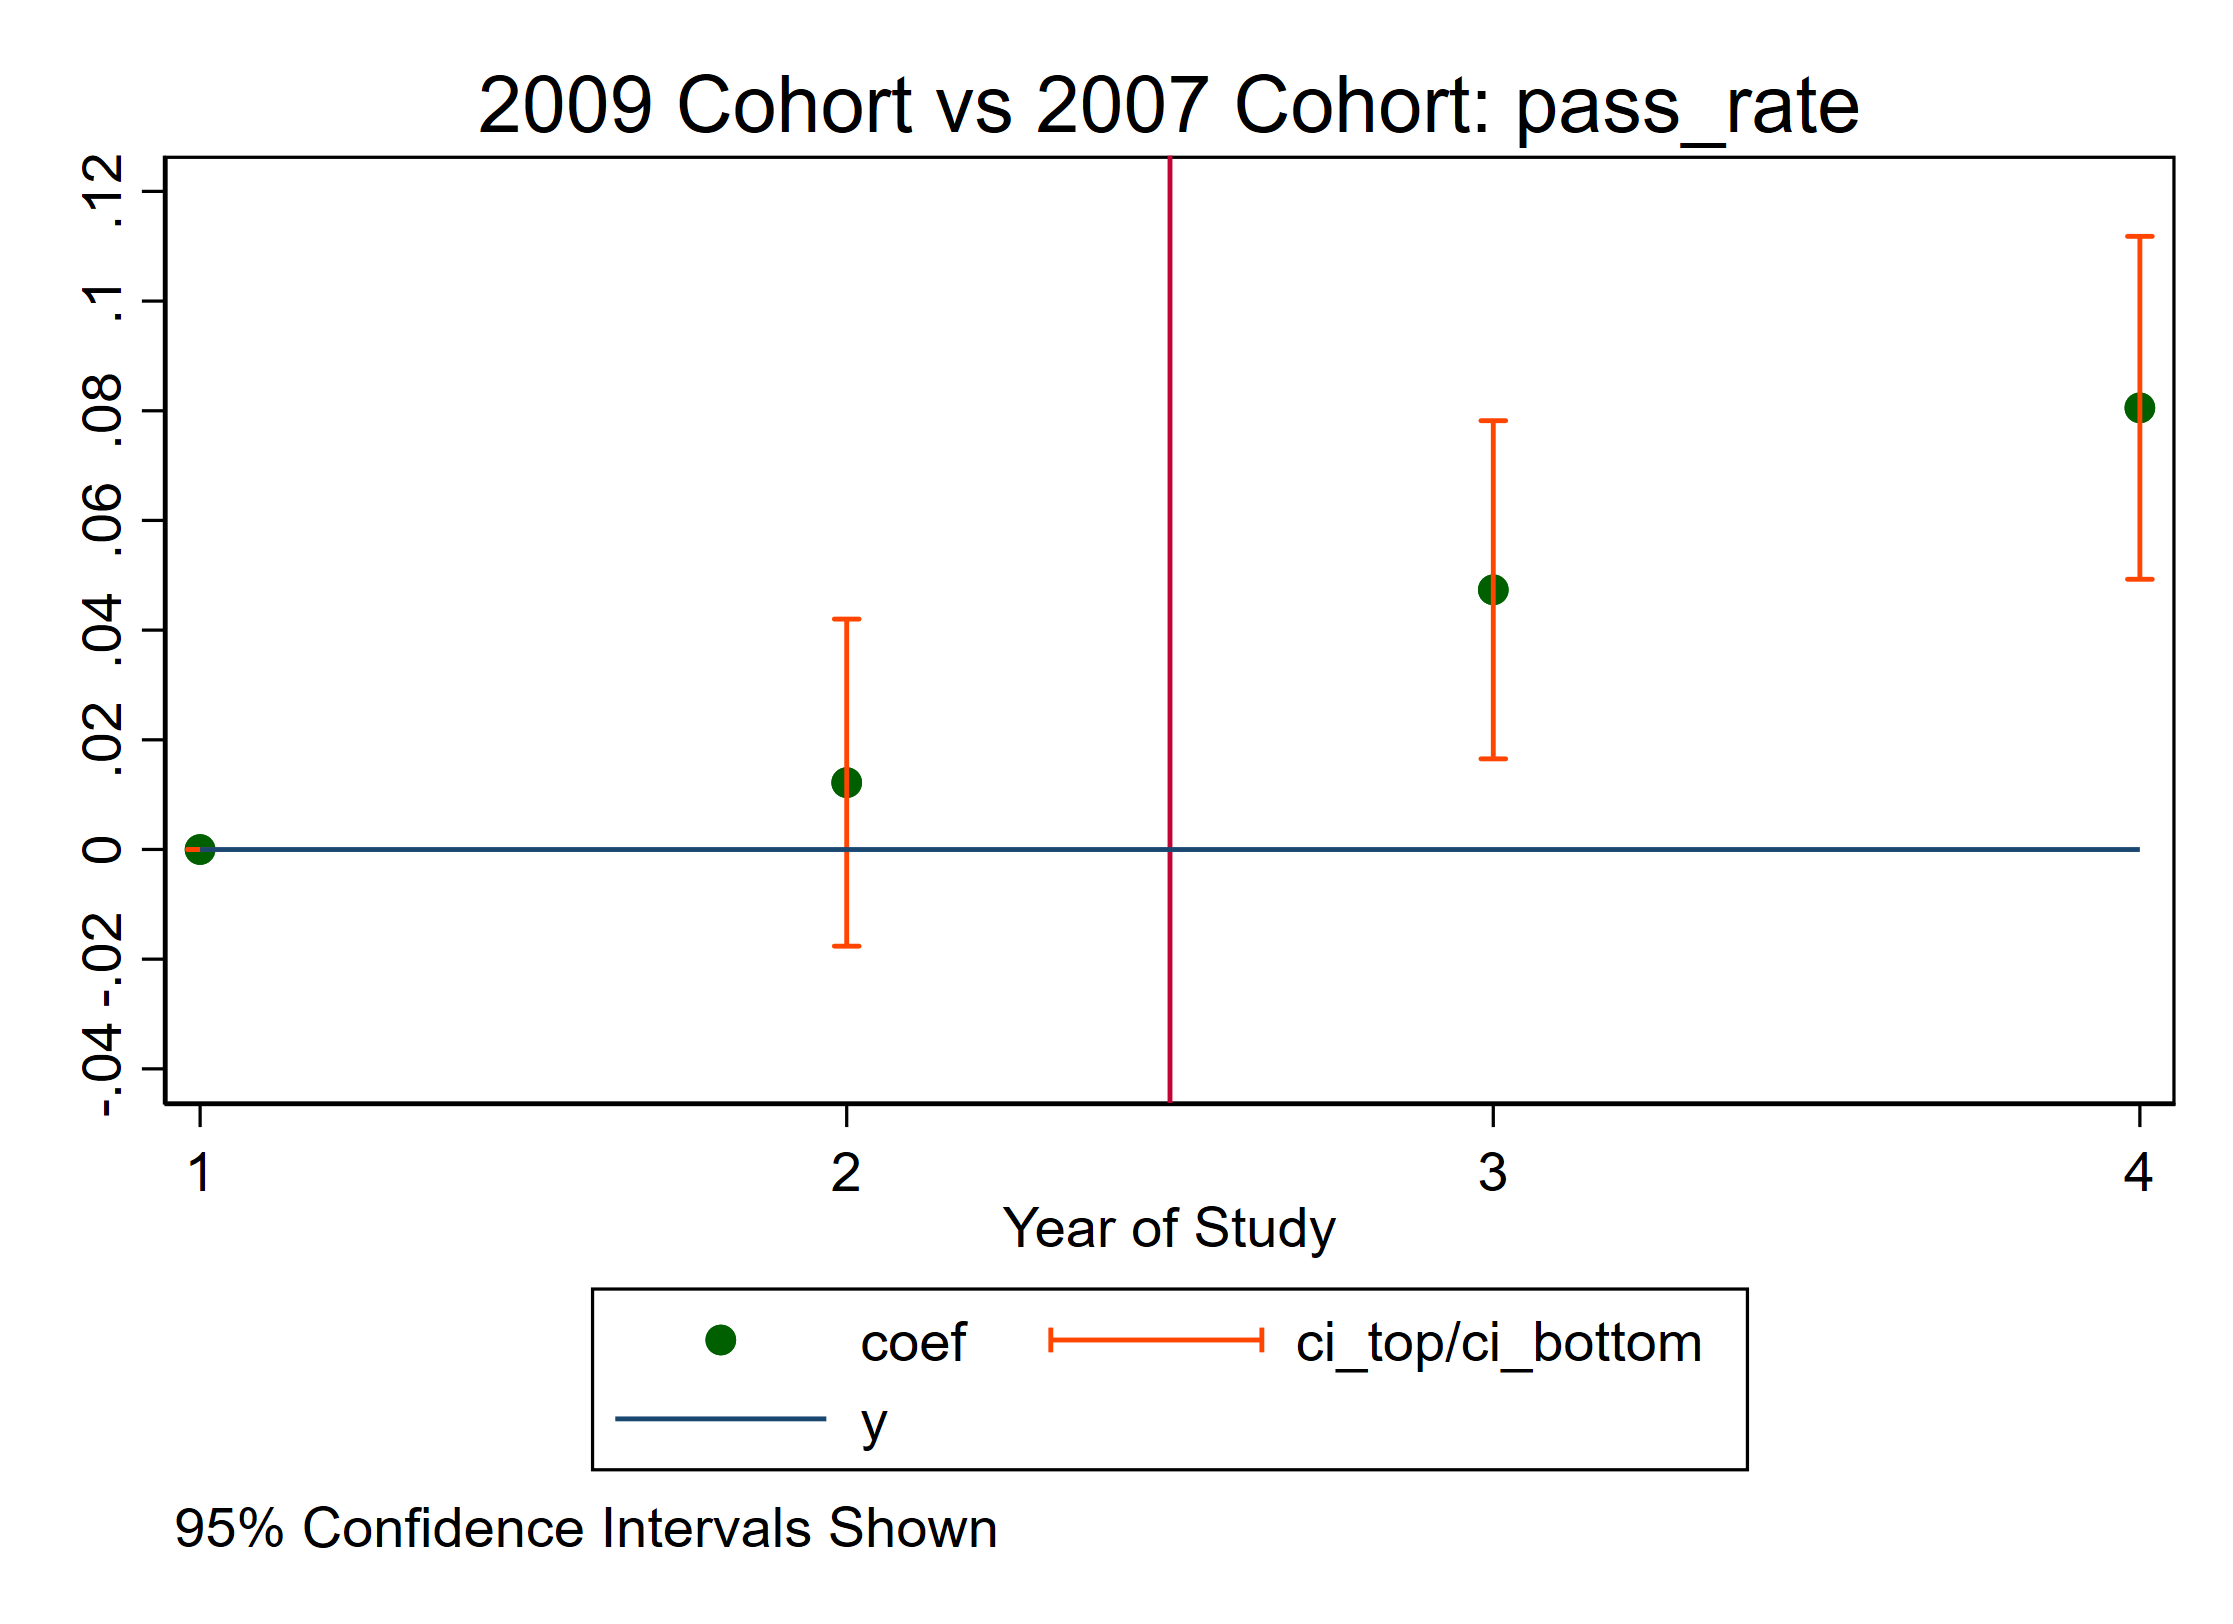 2009 Cohort vs 2007 Cohort: pass_rate
.12
.1
.08
.06
.04
.02
0
-.02
-.04
1 2 3 4
Year of Study
coef ci_top/ci_bottom
y
95% Confidence Intervals Shown